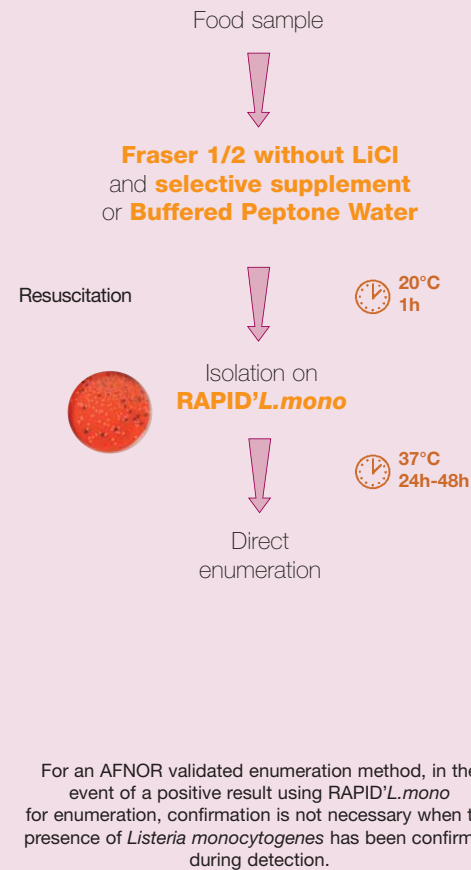 Food sample
Fraser 1/2 without LiCl
and selective supplement
or Buffered Peptone Water
Resuscitation
20°C
1h
Isolation on
RAPID'L.mono
37°C
24h-48h
Direct
enumeration
For an AFNOR validated enumeration method, in the
event of a positive result using RAPID'L.mono
for enumeration, confirmation is not necessary when
presence of Listeria monocytogenes has been
during detection.